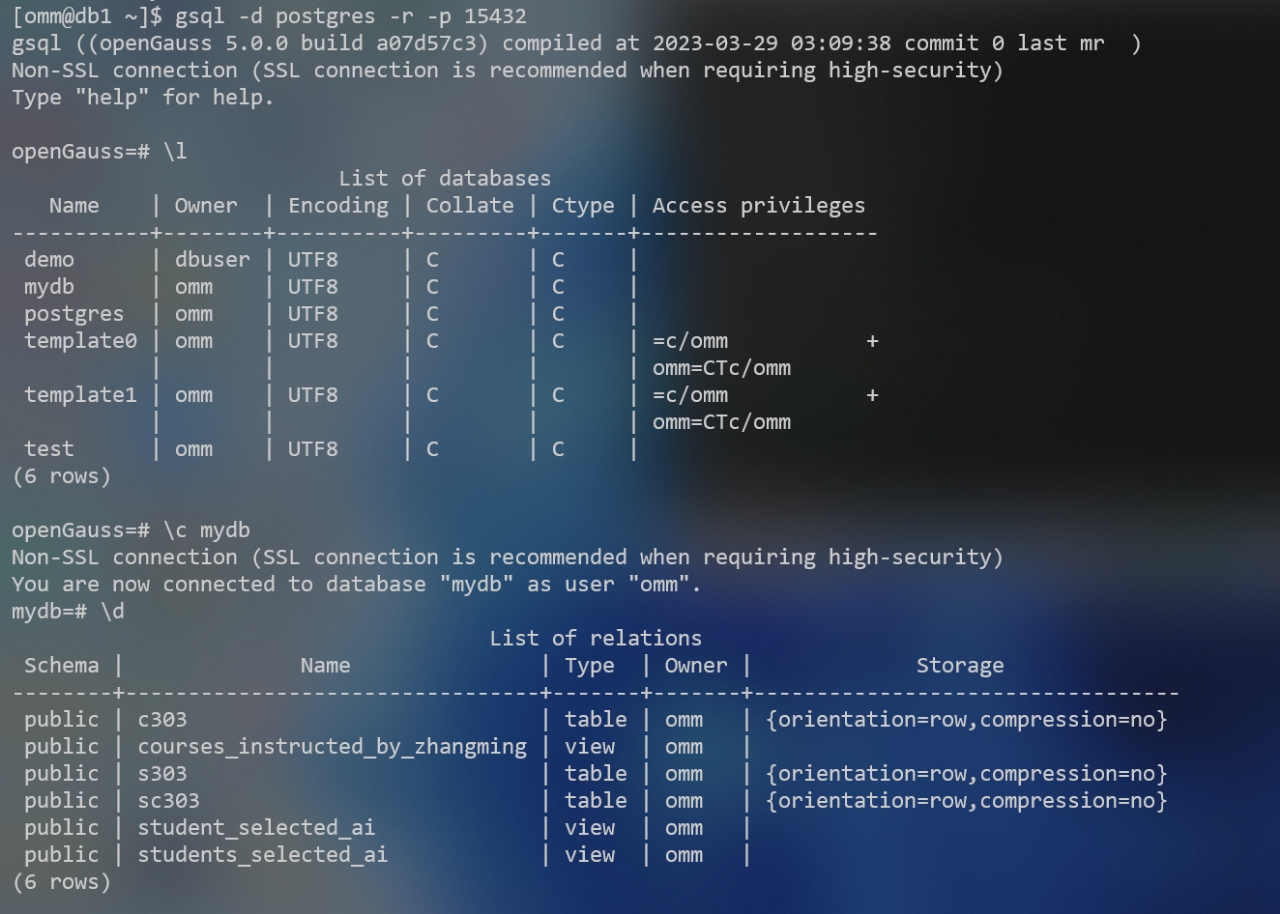 [omm@db1 ~]$ gsql -d postgres -r -p 15432
gsql ((openGauss 5.0.0 build a07d57c3) compiled at 2023-03-29 03:09:38 commit 0 last mr  )
Non-SSL connection (SSL connection is recommended when requiring high-security)
Type "help" for help.

openGauss=# \l
                          List of databases
   Name    | Owner  | Encoding | Collate | Ctype | Access privileges
-----------+--------+----------+---------+-------+-------------------
 demo      | dbuser | UTF8     | C       | C     |
 mydb      | omm    | UTF8     | C       | C     |
 postgres  | omm    | UTF8     | C       | C     |
 template0 | omm    | UTF8     | C       | C     | =c/omm           +
           |        |          |         |       | omm=CTc/omm
 template1 | omm    | UTF8     | C       | C     | =c/omm           +
           |        |          |         |       | omm=CTc/omm
 test      | omm    | UTF8     | C       | C     |
(6 rows)

openGauss=# \c mydb
Non-SSL connection (SSL connection is recommended when requiring high-security)
You are now connected to database "mydb" as user "omm".
mydb=# \d
                                      List of relations
 Schema |              Name               | Type  | Owner |             Storage
--------+---------------------------------+-------+-------+----------------------------------
 public | c303                            | table | omm   | {orientation=row,compression=no}
 public | courses_instructed_by_zhangming | view  | omm   |
 public | s303                            | table | omm   | {orientation=row,compression=no}
 public | sc303                           | table | omm   | {orientation=row,compression=no}
 public | student_selected_ai             | view  | omm   |
 public | students_selected_ai            | view  | omm   |
(6 rows)